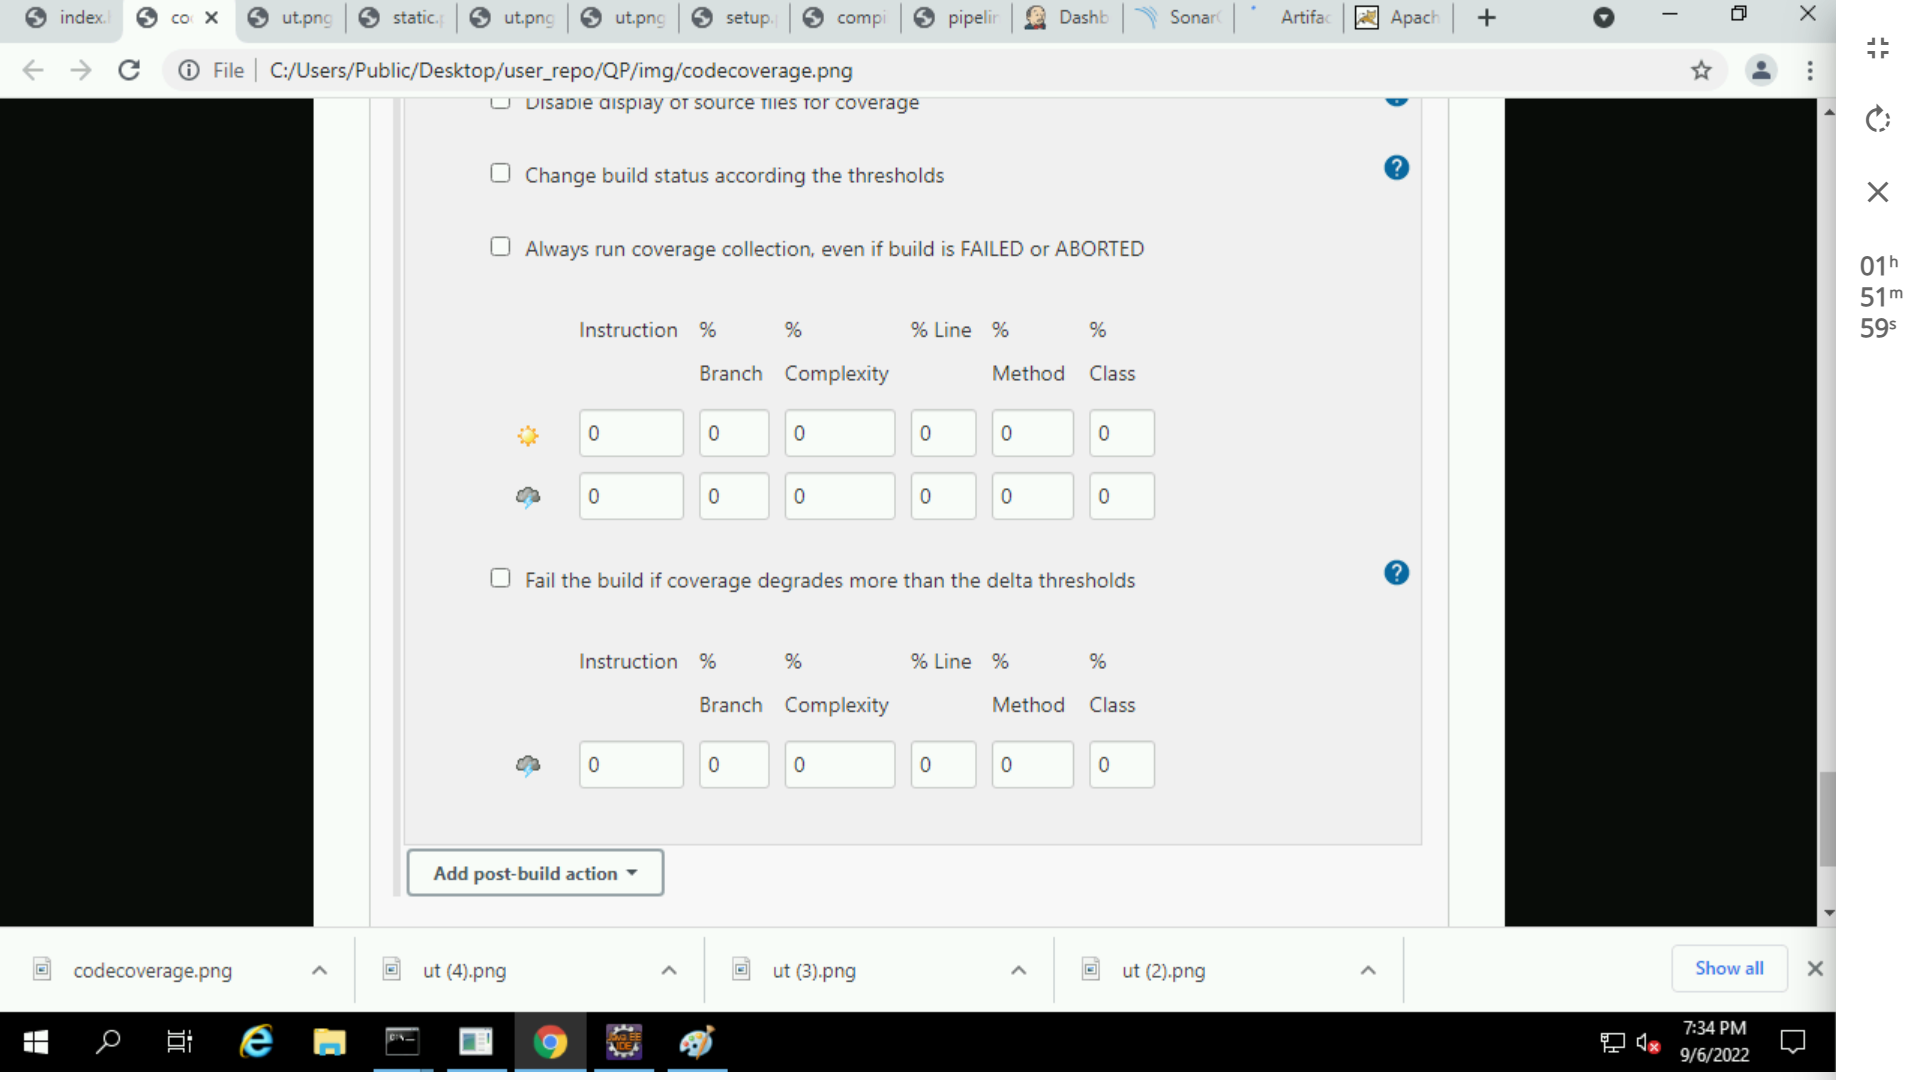 index.l
co
ut.png
static.p
ut.png
ut.png
setup.
compi
pipelin
Dashb
Sonar
Artifac
Apach
File
C:/Users/Public/Desktop/user_repo/QP/img/codecoverage.png
01h
51m
59s
Disable display of source files for coverage
Change build status according the thresholds
Always run coverage collection, even if build is FAILED or ABORTED
Instruction % % % Line % %
Branch Complexity Method Class
0 0 0 0 0 0
0 0 0 0 0 0
Fail the build if coverage degrades more than the delta thresholds
Instruction % % % Line % %
Branch Complexity Method Class
0 0 0 0 0 0
Add post-build action
codecoverage.png
ut (4).png
ut (3).png
ut (2).png
Show all
7:34 PM
9/6/2022